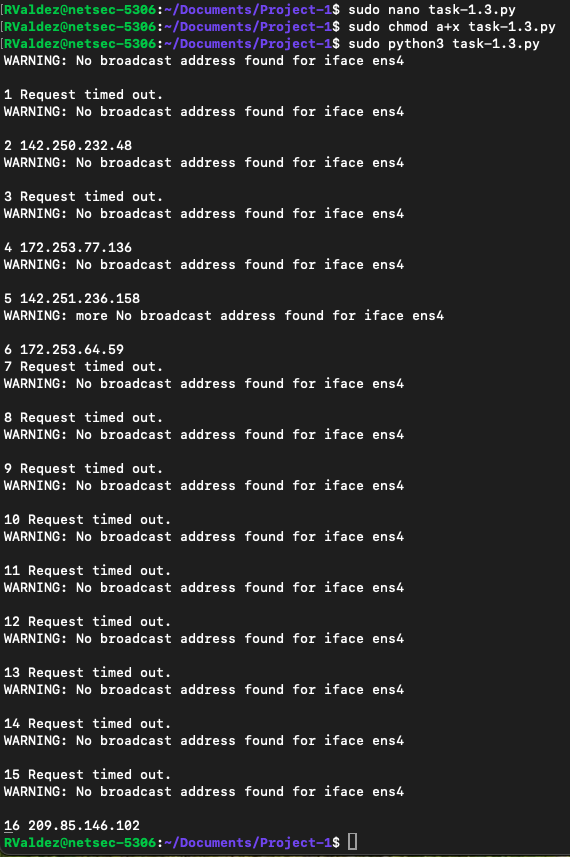 [RValdez@netsec-5306:~/Documents/Project-1$ sudo nano task-1.3.py
[RValdez@netsec-5306:~/Documents/Project-1$ sudo chmod a+x task-1.3.py
[RValdez@netsec-5306:~/Documents/Project-1$ sudo python3 task-1.3.py
WARNING: No broadcast address found for iface ens4
1 Request timed out.
WARNING: No broadcast address found for iface ens4
2 142.250.232.48
WARNING: No broadcast address found for iface ens4
3 Request timed out.
WARNING: No broadcast address found for iface ens4
4 172.253.77.136
WARNING: No broadcast address found for iface ens4
5 142.251.236.158
WARNING: more No broadcast address found for iface ens4
6 172.253.64.59
7 Request timed out.
WARNING: No broadcast address found for iface ens4
8 Request timed out.
WARNING: No broadcast address found for iface ens4
9 Request timed out.
WARNING: No broadcast address found for iface ens4
10 Request timed out.
WARNING: No broadcast address found for iface ens4
11 Request timed out.
WARNING: No broadcast address found for iface ens4
12 Request timed out.
WARNING: No broadcast address found for iface ens4
13 Request timed out.
WARNING: No broadcast address found for iface ens4
14 Request timed out.
WARNING: No broadcast address found for iface ens4
15 Request timed out.
WARNING: No broadcast address found for iface ens4
16 209.85.146.102
RValdez@netsec-5306:~/Documents/Project-1$